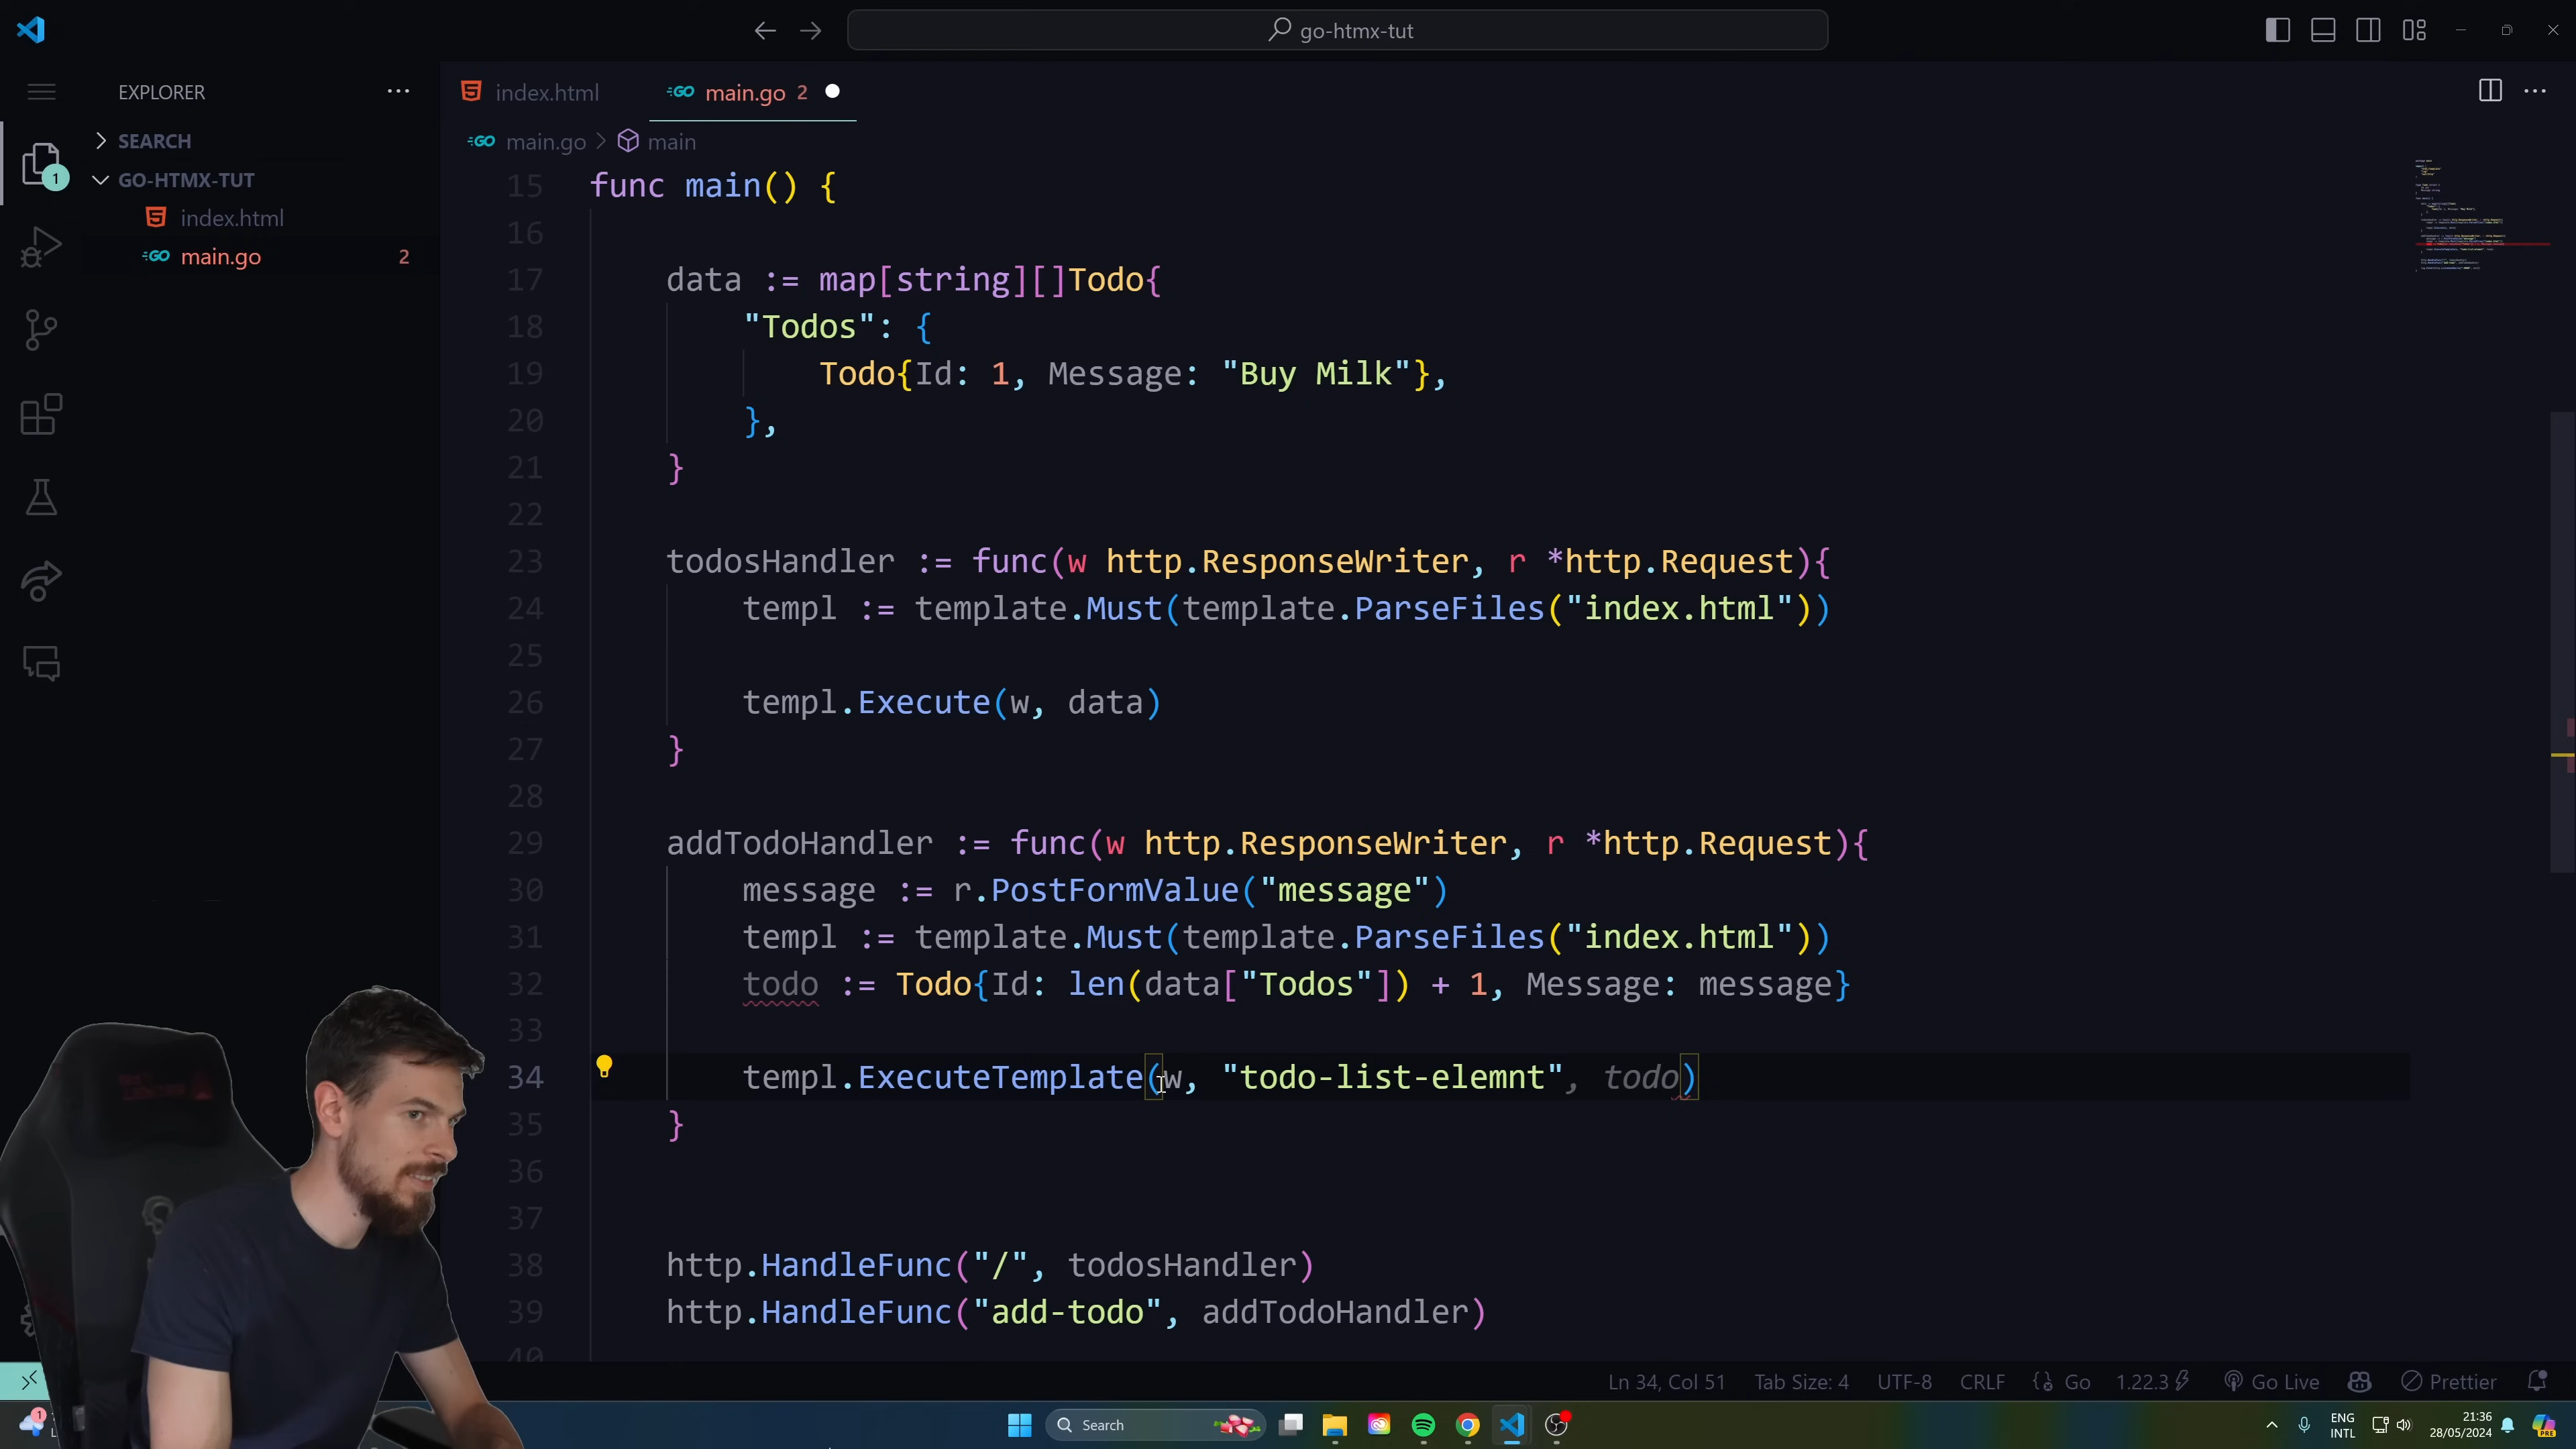 go-htmx-tut
EXPLORER
index.html
GO main.go 2
SEARCH
GO main.go > main
1
GO-HTMX-TUT
index.html
GO main.go 2
15 func main() {
16
17 data := map[string][]Todo{
18 "Todos": {
19 Todo{Id: 1, Message: "Buy Milk"},
20 },
21 }
22
23 todosHandler := func(w http.ResponseWriter, r *http.Request){
24 templ := template.Must(template.ParseFiles("index.html"))
25
26 templ.Execute(w, data)
27 }
28
29 addTodoHandler := func(w http.ResponseWriter, r *http.Request){
30 message := r.PostFormValue("message")
31 templ := template.Must(template.ParseFiles("index.html"))
32 todo := Todo{Id: len(data["Todos"]) + 1, Message: message}
33
34 templ.ExecuteTemplate(w, "todo-list-elemnt", todo)
35 }
36
37
38 http.HandleFunc("/", todosHandler)
39 http.HandleFunc("add-todo", addTodoHandler)
40
Ln 34, Col 51 Tab Size: 4 UTF-8 CRLF {} Go 1.22.3 Go Live Prettier
1
Search
PRE
ENG
INTL
21:36
28/05/2024